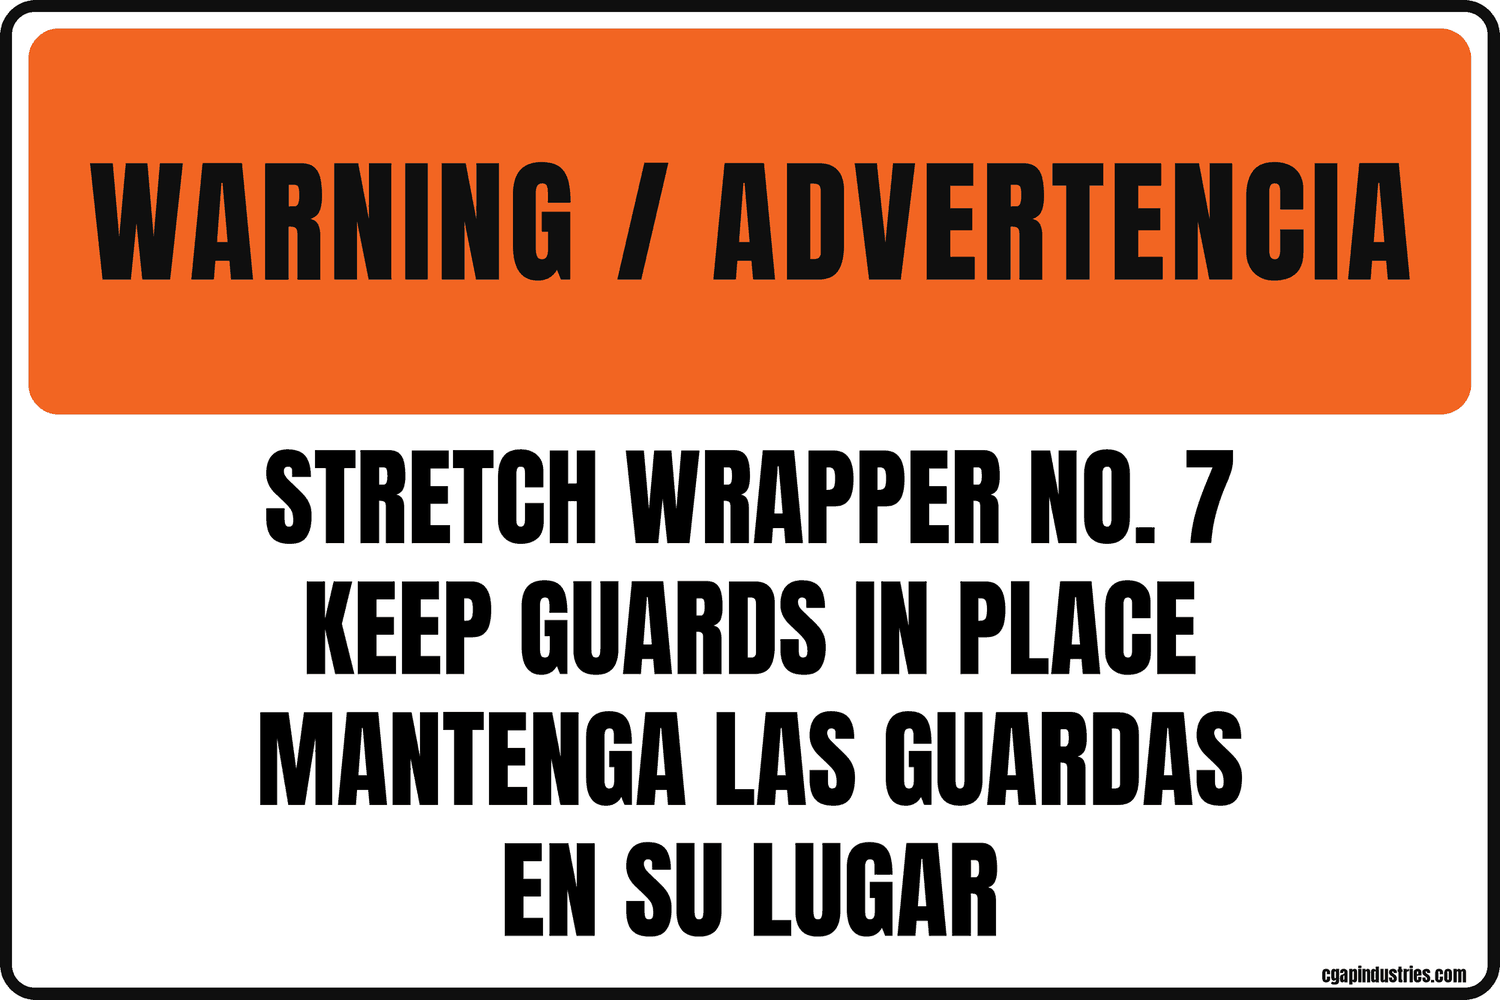 WARNING / ADVERTENCIA
STRETCH WRAPPER NO. 7
KEEP GUARDS IN PLACE
MANTENGA LAS GUARDAS
EN SU LUGAR
cgapindustries.com